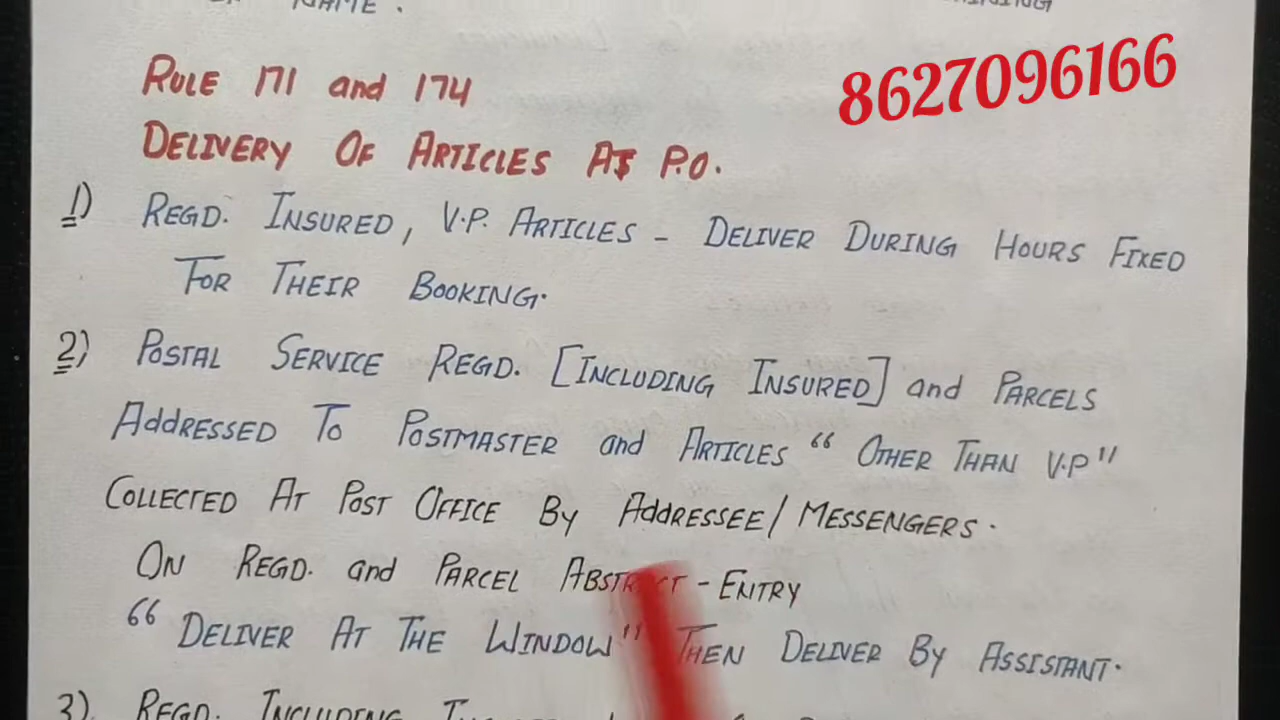 NAME.
8627096166
RULE 171 and 174
DELIVERY OF ARTICLES AT P.O.
1) REGD. INSURED, V.P. ARTICLES - DELIVER DURING HOURS FIXED
FOR THEIR BOOKING.
2) POSTAL SERVICE REGD. [INCLUDING INSURED] and PARCELS
ADDRESSED TO POSTMASTER and ARTICLES "OTHER THAN V.P"
COLLECTED AT POST OFFICE BY ADDRESSEE/MESSENGERS.
ON REGD. and PARCEL ABSTRACT - ENTRY
"DELIVER AT THE WINDOW" THEN DELIVER BY ASSISTANT.
3) REGD. INCLUDING